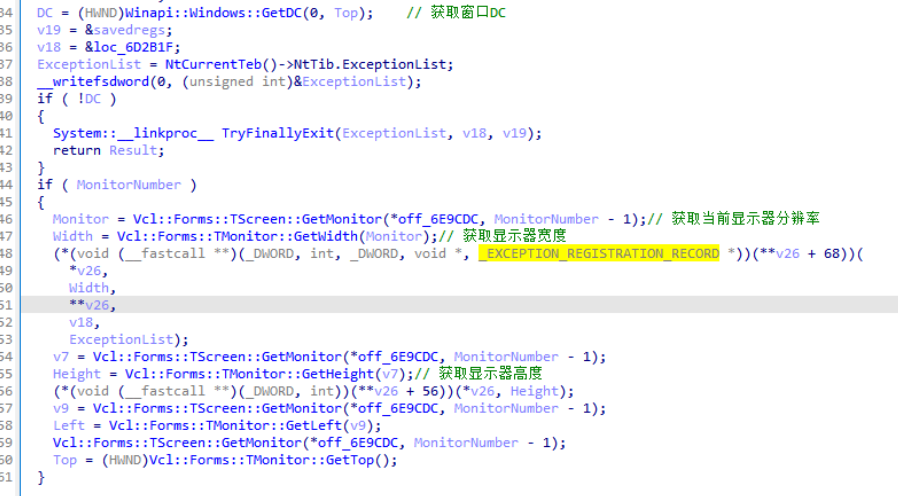 34 DC = (HWND)Winapi::Windows::GetDC(0, Top);    // 获取窗口DC
35 v19 = &savedregs;
36 v18 = &loc_6D2B1F;
37 ExceptionList = NtCurrentTeb()->NtTib.ExceptionList;
38 __writefsdword(0, (unsigned int)&ExceptionList);
39 if ( !DC )
40 {
41   System::__linkproc__ TryFinallyExit(ExceptionList, v18, v19);
42   return Result;
43 }
44 if ( MonitorNumber )
45 {
46   Monitor = Vcl::Forms::TScreen::GetMonitor(*off_6E9CDC, MonitorNumber - 1);// 获取当前显示器分辨率
47   Width = Vcl::Forms::TMonitor::GetWidth(Monitor);// 获取显示器宽度
48   (*(void (__fastcall **)(_DWORD, int, _DWORD, void *, _EXCEPTION_REGISTRATION_RECORD *))(**v26 + 68))(
49     *v26,
50     Width,
51     **v26,
52     v18,
53     ExceptionList);
54   v7 = Vcl::Forms::TScreen::GetMonitor(*off_6E9CDC, MonitorNumber - 1);
55   Height = Vcl::Forms::TMonitor::GetHeight(v7);// 获取显示器高度
56   (*(void (__fastcall **)(_DWORD, int))(**v26 + 56))(*v26, Height);
57   v9 = Vcl::Forms::TScreen::GetMonitor(*off_6E9CDC, MonitorNumber - 1);
58   Left = Vcl::Forms::TMonitor::GetLeft(v9);
59   Vcl::Forms::TScreen::GetMonitor(*off_6E9CDC, MonitorNumber - 1);
60   Top = (HWND)Vcl::Forms::TMonitor::GetTop();
61 }